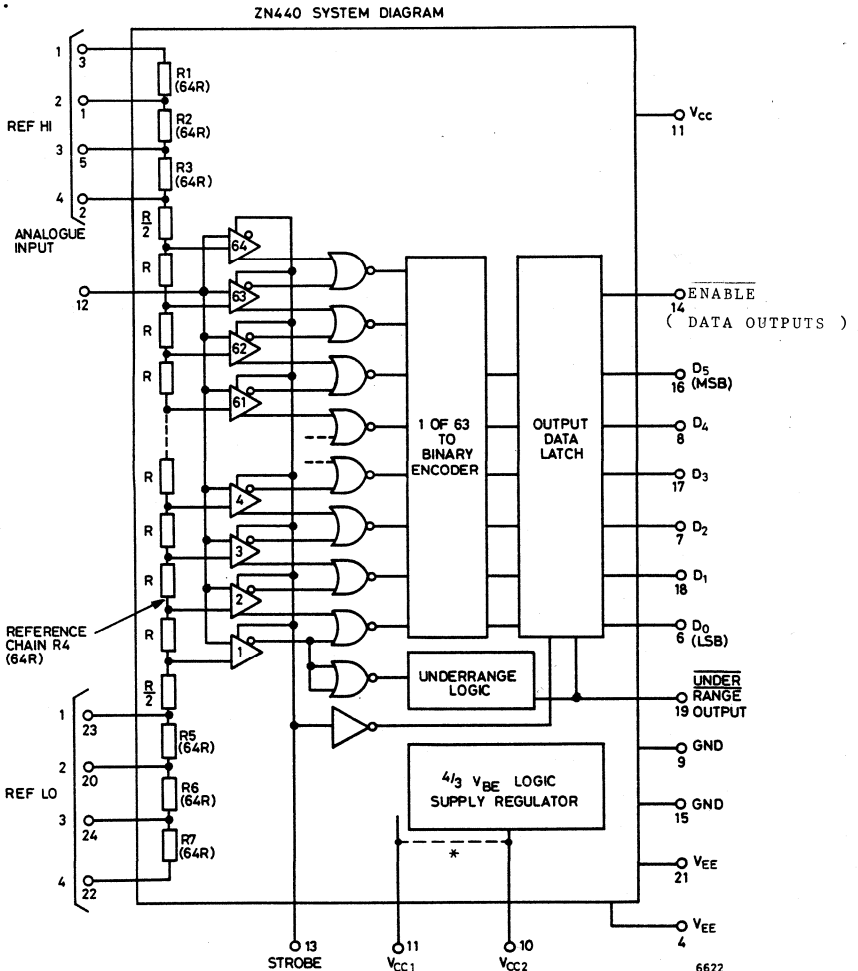 ZN440 SYSTEM DIAGRAM
1
3
R1
(64R)
2
1
REF HI
R2
(64R)
3
5
R3
(64R)
4
2
R
2
ANALOGUE
INPUT
R
12
R
R
R
R
R
R
R
2
REFERENCE
CHAIN R4
(64R)
64
63
62
61
4
3
2
1
1 OF 63
TO
BINARY
ENCODER
OUTPUT
DATA
LATCH
VCC
11
ENABLE
14
( DATA OUTPUTS )
D5
16 (MSB)
D4
8
D3
17
D2
7
D1
18
D0
6 (LSB)
UNDERRANGE
LOGIC
UNDER
RANGE
19 OUTPUT
1
23
R5
(64R)
2
20
REF LO
R6
(64R)
3
24
R7
(64R)
4
22
4/3 VBE LOGIC
SUPPLY REGULATOR
*
GND
9
GND
15
VEE
21
VEE
4
13
STROBE
11
VCC1
10
VCC2
6622